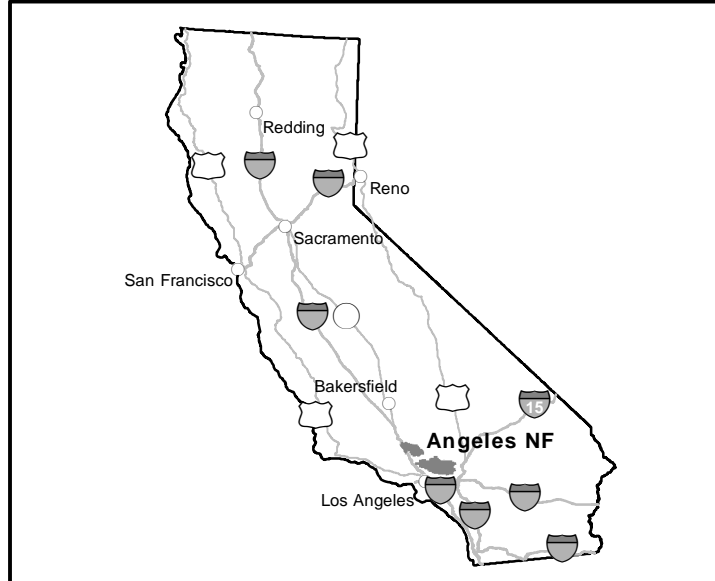 Redding
Reno
Sacramento
San Francisco
Bakersfield
15
Angeles NF
Los Angeles